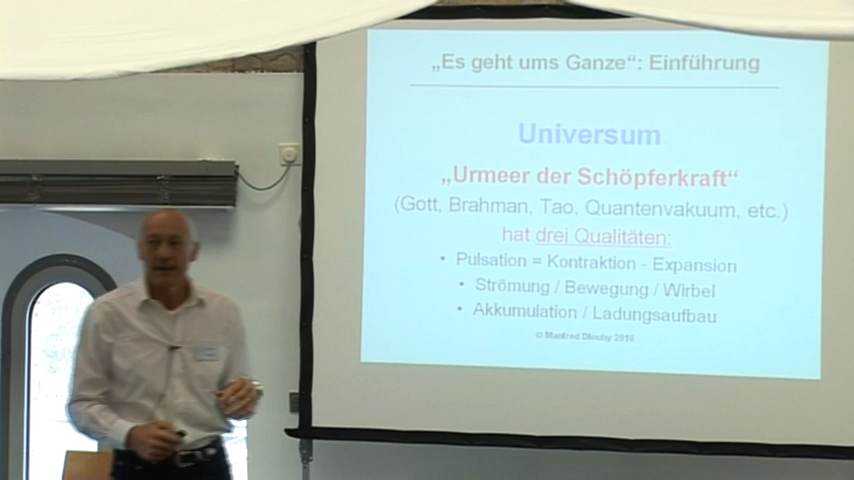 „Es geht ums Ganze“: Einführung
Universum
„Urmeer der Schöpferkraft“
(Gott, Brahman, Tao, Quantenvakuum, etc.)
hat drei Qualitäten:
• Pulsation = Kontraktion - Expansion
• Strömung / Bewegung / Wirbel
• Akkumulation / Ladungsaufbau
© Manfred 2010